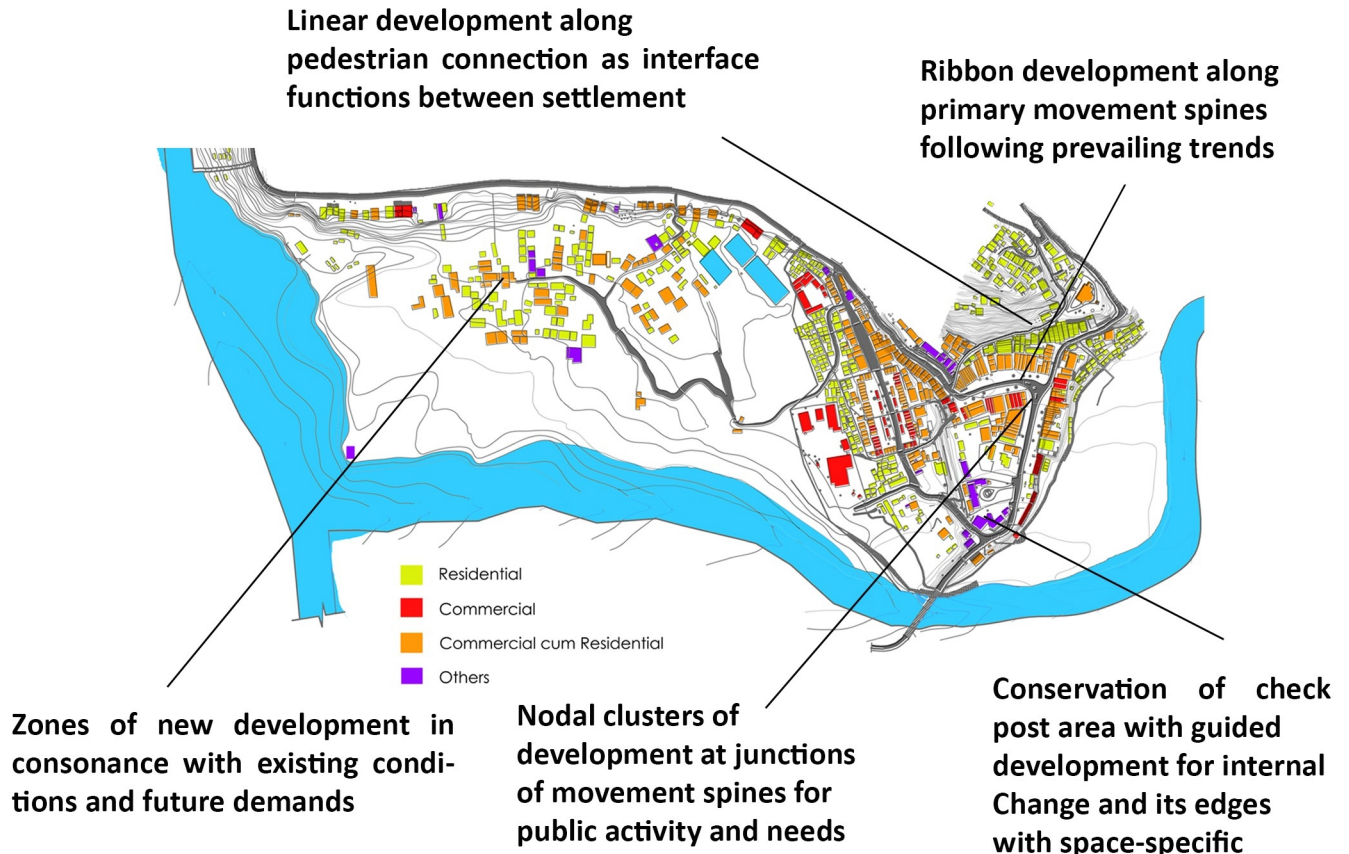 Linear development along
pedestrian connection as interface
functions between settlement
Ribbon development along
primary movement spines
following prevailing trends
Residential
Commercial
Commercial cum Residential
Others
Zones of new development in
consonance with existing condi-
tions and future demands
Nodal clusters of
development at junctions
of movement spines for
public activity and needs
Conservation of check
post area with guided
development for internal
Change and its edges
with space-specific